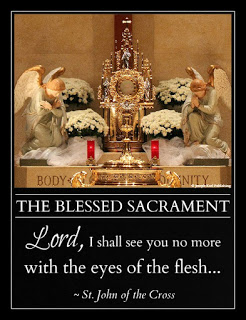 BODY
DIVINITY
THE BLESSED SACRAMENT
Lord, I shall see you no more
with the eyes of the flesh...
~ St. John of the Cross